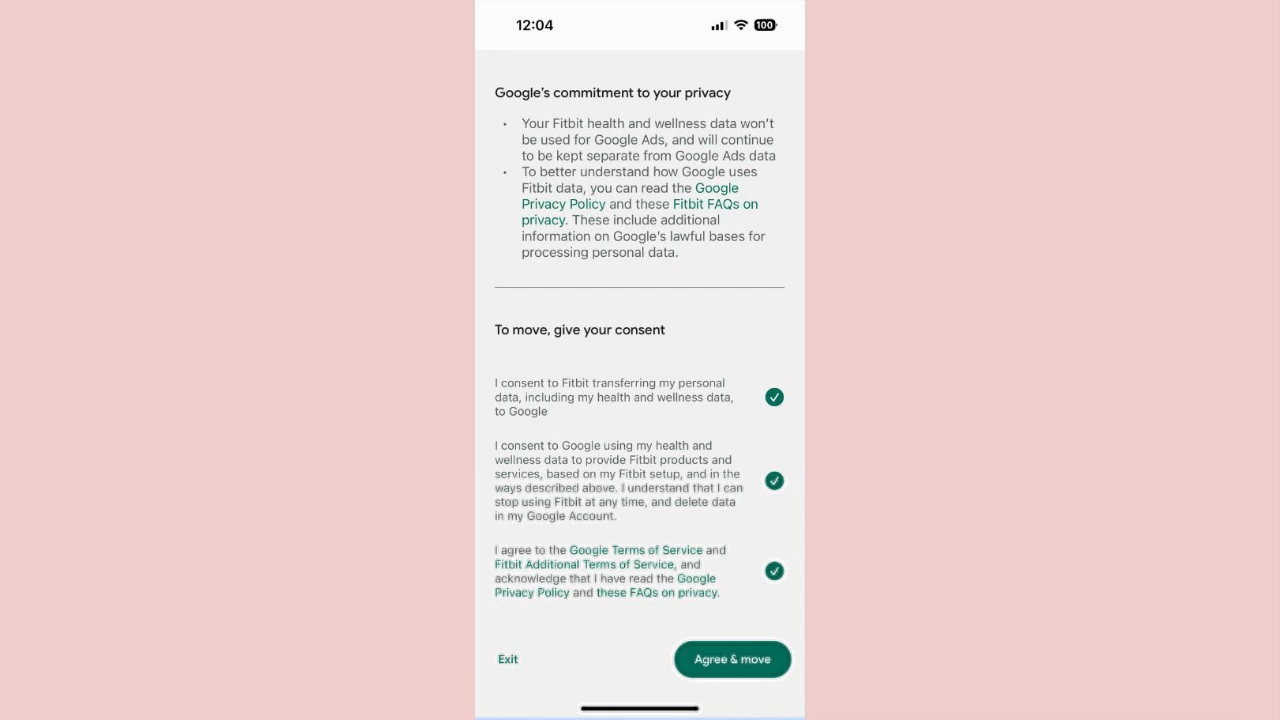 12:04
100
Google's commitment to your privacy
• Your Fitbit health and wellness data won't
be used for Google Ads, and will continue
to be kept separate from Google Ads data
• To better understand how Google uses
Fitbit data, you can read the Google
Privacy Policy and these Fitbit FAQs on
privacy. These include additional
information on Google's lawful bases for
processing personal data.
To move, give your consent
I consent to Fitbit transferring my personal
data, including my health and wellness data,
to Google
I consent to Google using my health and
wellness data to provide Fitbit products and
services, based on my Fitbit setup, and in the
ways described above. I understand that I can
stop using Fitbit at any time, and delete data
in my Google Account.
I agree to the Google Terms of Service and
Fitbit Additional Terms of Service, and
acknowledge that I have read the Google
Privacy Policy and these FAQs on privacy.
Exit
Agree & move